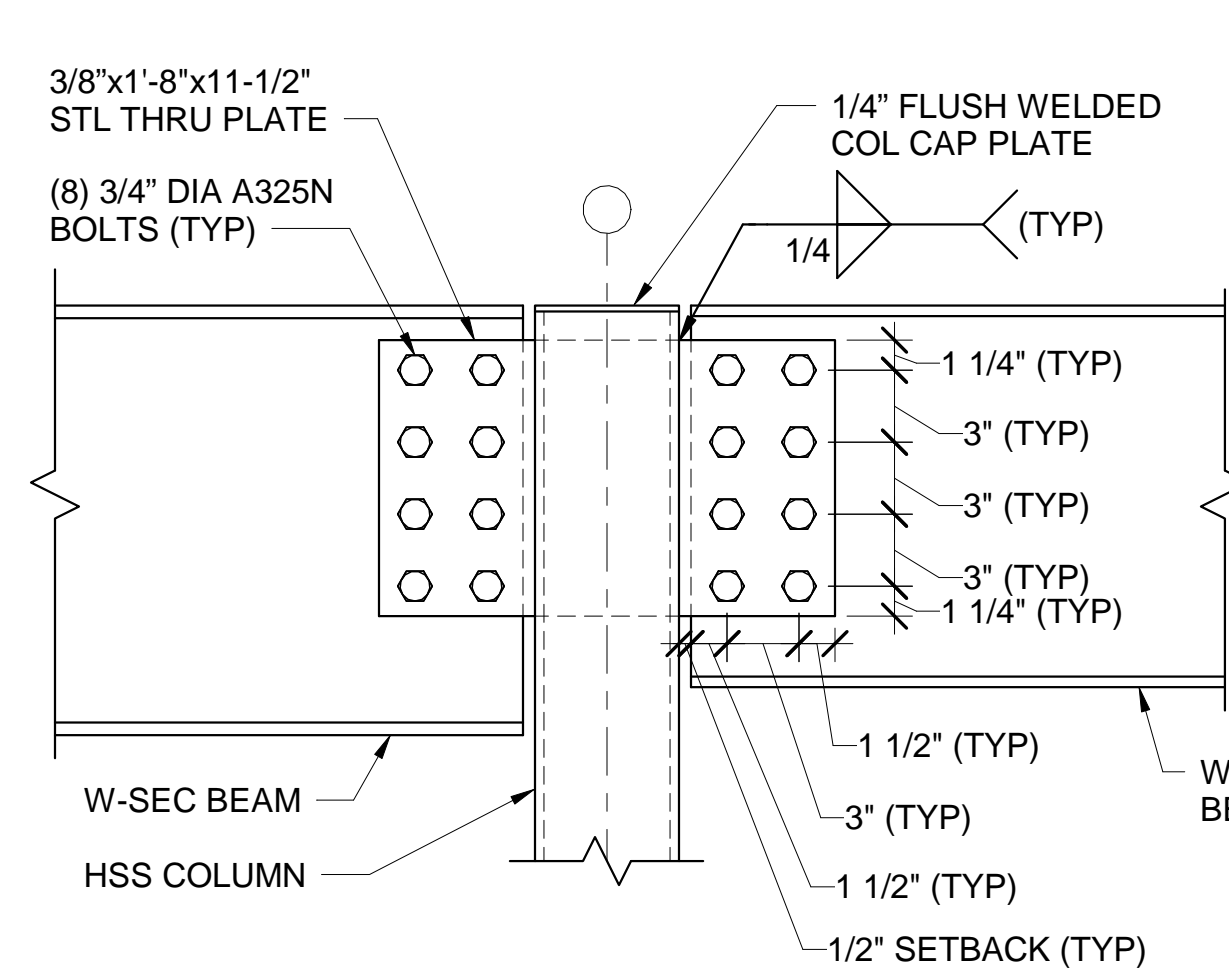 3/8”x1'-8"x11-1/2"
STL THRU PLATE
(8) 3/4” DIA A325N
BOLTS (TYP)
1/4” FLUSH WELDED
COL CAP PLATE
1/4
(TYP)
1 1/4" (TYP)
3" (TYP)
3" (TYP)
3" (TYP)
1 1/4" (TYP)
1 1/2" (TYP)
3" (TYP)
1 1/2" (TYP)
1/2" SETBACK (TYP)
W-SEC BEAM
HSS COLUMN